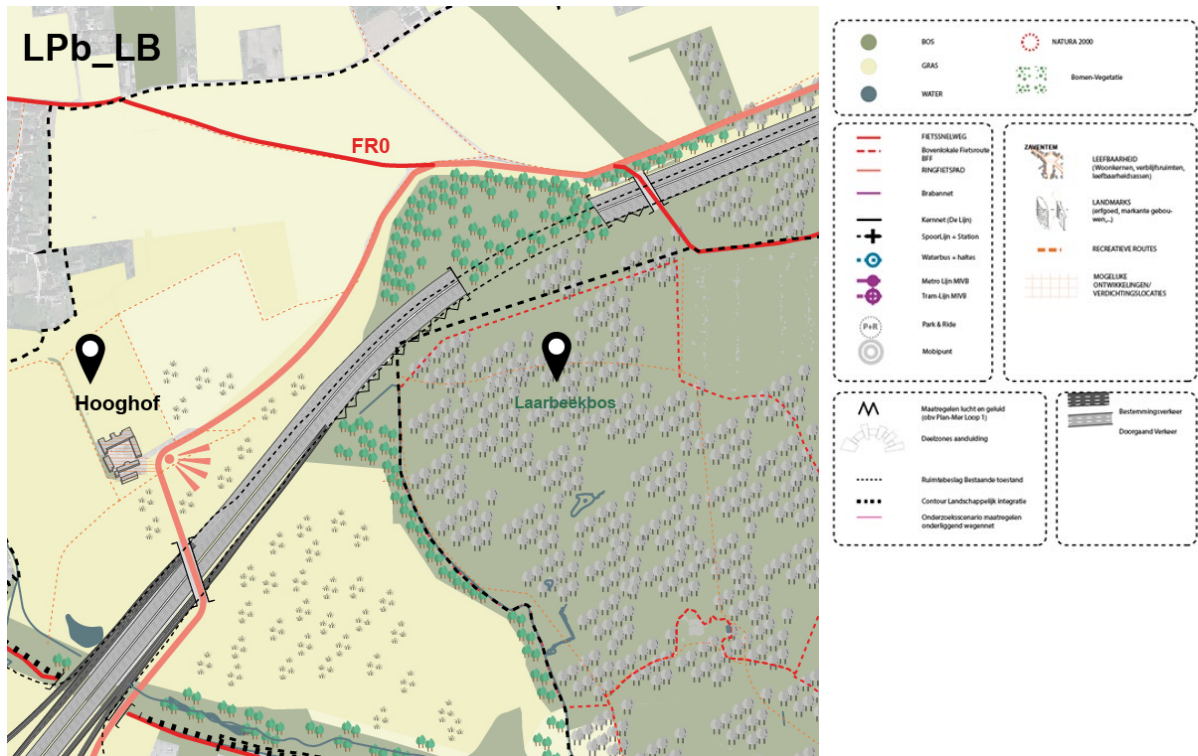 LPb_LB
FR0
Hooghof
Laarbeekbos
BOS
GRAS
WATER
NATURA 2000
Bomen-Vegetatie
FIETSSNELWEG
Bovenlokale Fietsroute
BFF
RINGFIETSPAD
Brabannet
Kernnet (De Lijn)
SpoorLijn + Station
Waterbus + haltes
Metro Lijn MIVB
Tram-Lijn MIVB
P+R
Park & Ride
Mobipunt
ZAVENTEM
LEEFBAARHEID
(Woonkernen, verblijfsruimten,
leefbaarheidsassen)
LANDMARKS
(erfgoed, markante gebou-
wen,...)
RECREATIEVE ROUTES
MOGELIJKE
ONTWIKKELINGEN/
VERDICHTINGSLOCATIES
Maatregelen lucht en geluid
(obv Plan-Mer Loop 1)
Deelzones aanduiding
Ruimtebeslag Bestaande toestand
Contour Landschappelijk integratie
Onderzoeksscenario maatregelen
onderliggend wegennet
Bestemmingsverkeer
Doorgaand Verkeer